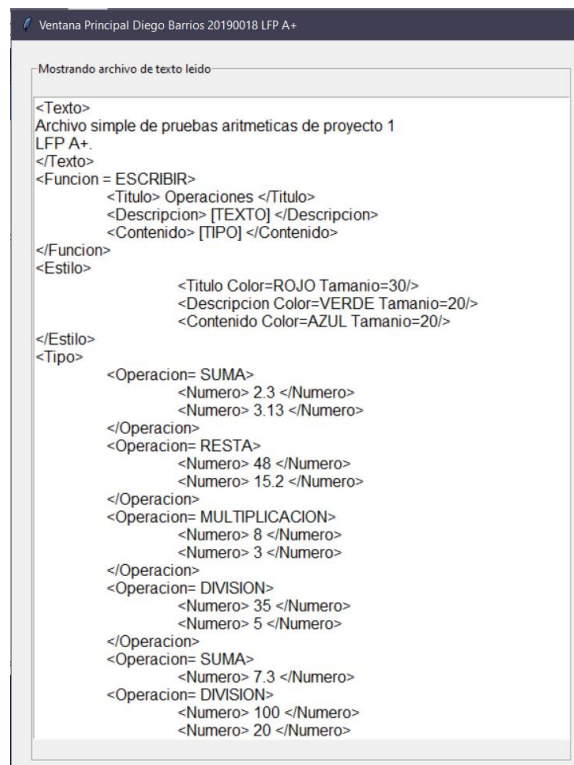 Ventana Principal Diego Barrios 20190018 LFP A+
Mostrando archivo de texto leido
<Texto>
Archivo simple de pruebas aritmeticas de proyecto 1
LFP A+.
</Texto>
<Funcion = ESCRIBIR>
<Titulo> Operaciones </Titulo>
<Descripcion> [TEXTO] </Descripcion>
<Contenido> [TIPO] </Contenido>
</Funcion>
<Estilo>
<Titulo Color=ROJO Tamanio=30/>
<Descripcion Color=VERDE Tamanio=20/>
<Contenido Color=AZUL Tamanio=20/>
</Estilo>
<Tipo>
<Operacion= SUMA>
<Numero> 2.3 </Numero>
<Numero> 3.13 </Numero>
</Operacion>
<Operacion= RESTA>
<Numero> 48 </Numero>
<Numero> 15.2 </Numero>
</Operacion>
<Operacion= MULTIPLICACION>
<Numero> 8 </Numero>
<Numero> 3 </Numero>
</Operacion>
<Operacion= DIVISION>
<Numero> 35 </Numero>
<Numero> 5 </Numero>
</Operacion>
<Operacion= SUMA>
<Numero> 7.3 </Numero>
<Operacion= DIVISION>
<Numero> 100 </Numero>
<Numero> 20 </Numero>